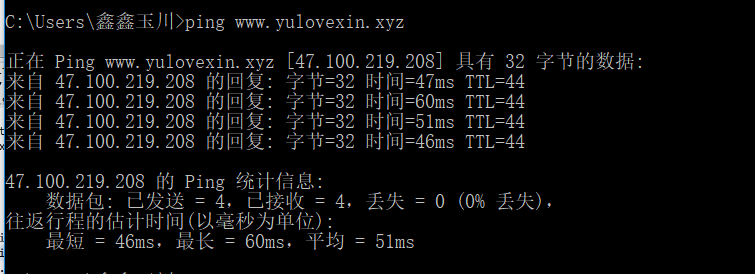 C:\Users\鑫鑫玉川>ping www.yulovexin.xyz
正在 Ping www.yulovexin.xyz [47.100.219.208] 具有 32 字节的数据:
来自 47.100.219.208 的回复: 字节=32 时间=47ms TTL=44
来自 47.100.219.208 的回复: 字节=32 时间=60ms TTL=44
来自 47.100.219.208 的回复: 字节=32 时间=51ms TTL=44
来自 47.100.219.208 的回复: 字节=32 时间=46ms TTL=44
47.100.219.208 的 Ping 统计信息:
数据包: 已发送 = 4，已接收 = 4，丢失 = 0 (0% 丢失)，
往返行程的估计时间(以毫秒为单位):
最短 = 46ms，最长 = 60ms，平均 = 51ms